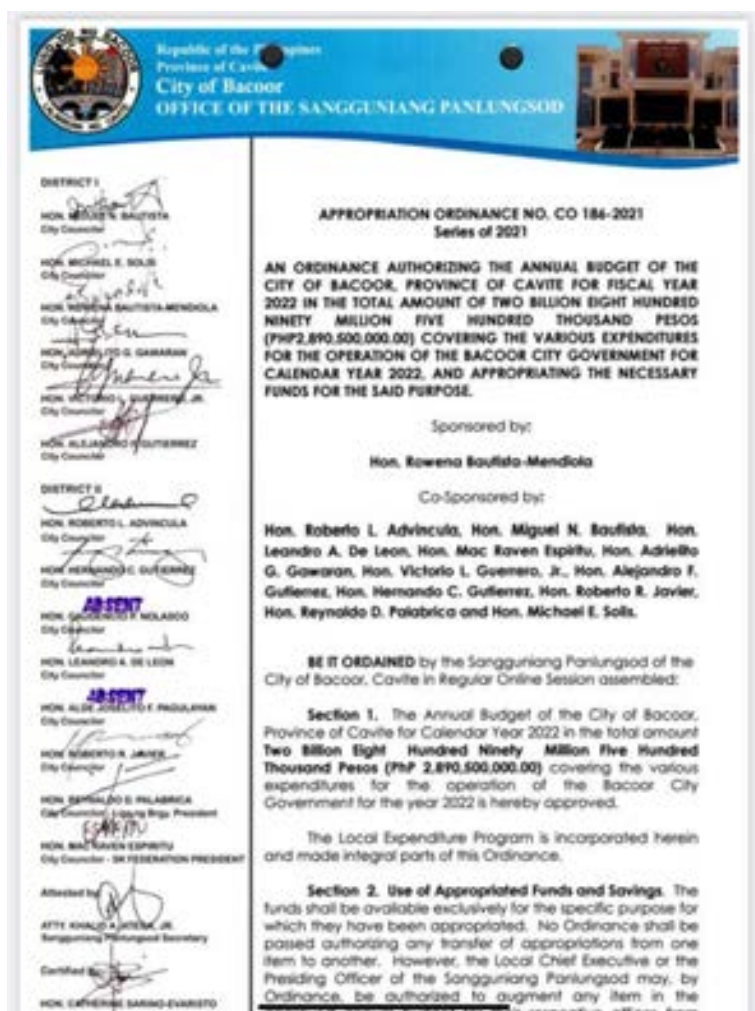 Republic of the Philippines
Province of Cavite
City of Bacoor
OFFICE OF THE SANGGUNIANG PANLUNGSOD
DISTRICT I
HON. MIGUEL N. BAUTISTA
City Councilor
HON. MICHAEL E. SOLIS
City Councilor
HON. ROWENA BAUTISTA-MENDIOLA
City Councilor
HON. ADRIELITO G. GAWARAN
City Councilor
HON. VICTORIO L. GUERRERO, JR.
City Councilor
HON. ALEJANDRO F. GUTIERREZ
City Councilor
DISTRICT II
HON. ROBERTO L. ADVINCULA
City Councilor
HON. HERNANDO C. GUTIERREZ
City Councilor
ABSENT
HON. GAUDENCIO P. NOLASCO
City Councilor
HON. LEANDRO A. DE LEON
City Councilor
ABSENT
HON. ALDE JOSELITO F. PAGULAYAN
City Councilor
HON. ROBERTO R. JAVIER
City Councilor
HON. REYNALDO D. PALABRICA
City Councilor - Liga ng Brgy. President
HON. MAC RAVEN ESPIRITU
City Councilor - SK FEDERATION PRESIDENT
Attested by:
ATTY. KHALID A. ATEGA, JR.
Sangguniang Panlungsod Secretary
Certified by:
HON. CATHERINE SARINO-EVARISTO
APPROPRIATION ORDINANCE NO. CO 186-2021
Series of 2021
AN ORDINANCE AUTHORIZING THE ANNUAL BUDGET OF THE
CITY OF BACOOR, PROVINCE OF CAVITE FOR FISCAL YEAR
2022 IN THE TOTAL AMOUNT OF TWO BILLION EIGHT HUNDRED
NINETY MILLION FIVE HUNDRED THOUSAND PESOS
(PHP2,890,500,000.00) COVERING THE VARIOUS EXPENDITURES
FOR THE OPERATION OF THE BACOOR CITY GOVERNMENT FOR
CALENDAR YEAR 2022, AND APPROPRIATING THE NECESSARY
FUNDS FOR THE SAID PURPOSE.
Sponsored by:
Hon. Rowena Bautista-Mendiola
Co-Sponsored by:
Hon. Roberto L. Advincula, Hon. Miguel N. Bautista, Hon.
Leandro A. De Leon, Hon. Mac Raven Espiritu, Hon. Adrielito
G. Gawaran, Hon. Victorio L. Guerrero, Jr., Hon. Alejandro F.
Gutierrez, Hon. Hernando C. Gutierrez, Hon. Roberto R. Javier,
Hon. Reynaldo D. Palabrica and Hon. Michael E. Solis.
BE IT ORDAINED by the Sangguniang Panlungsod of the
City of Bacoor, Cavite in Regular Online Session assembled:
Section 1. The Annual Budget of the City of Bacoor,
Province of Cavite for Calendar Year 2022 in the total amount
Two Billion Eight Hundred Ninety Million Five Hundred
Thousand Pesos (PhP 2,890,500,000.00) covering the various
expenditures for the operation of the Bacoor City
Government for the year 2022 is hereby approved.
The Local Expenditure Program is incorporated herein
and made integral parts of this Ordinance.
Section 2. Use of Appropriated Funds and Savings. The
funds shall be available exclusively for the specific purpose for
which they have been appropriated. No Ordinance shall be
passed authorizing any transfer of appropriations from one
item to another. However, the Local Chief Executive or the
Presiding Officer of the Sangguniang Panlungsod may, by
Ordinance, be authorized to augment any item in the